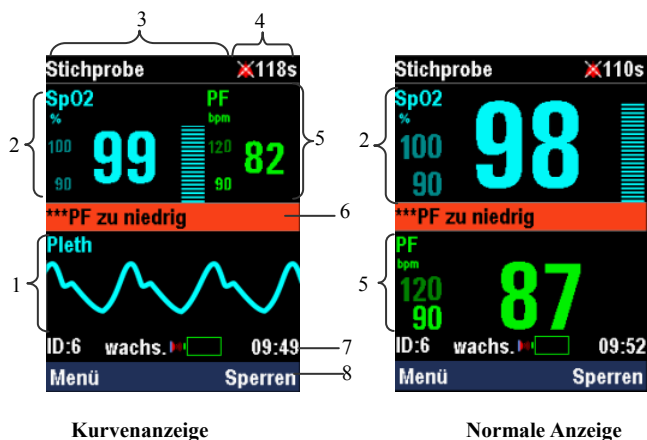 3 4
Stichprobe 118s
SpO2 PF
% bpm
2 100 99 120 82 5
90 90
***PF zu niedrig 6
Pleth
1
ID:6 wachs. 09:49 7
Menü Sperren 8
Kurvenanzeige
Stichprobe 110s
SpO2
%
2 100 98
90
***PF zu niedrig
PF
bpm
5 120 87
90
ID:6 wachs. 09:52
Menü Sperren
Normale Anzeige